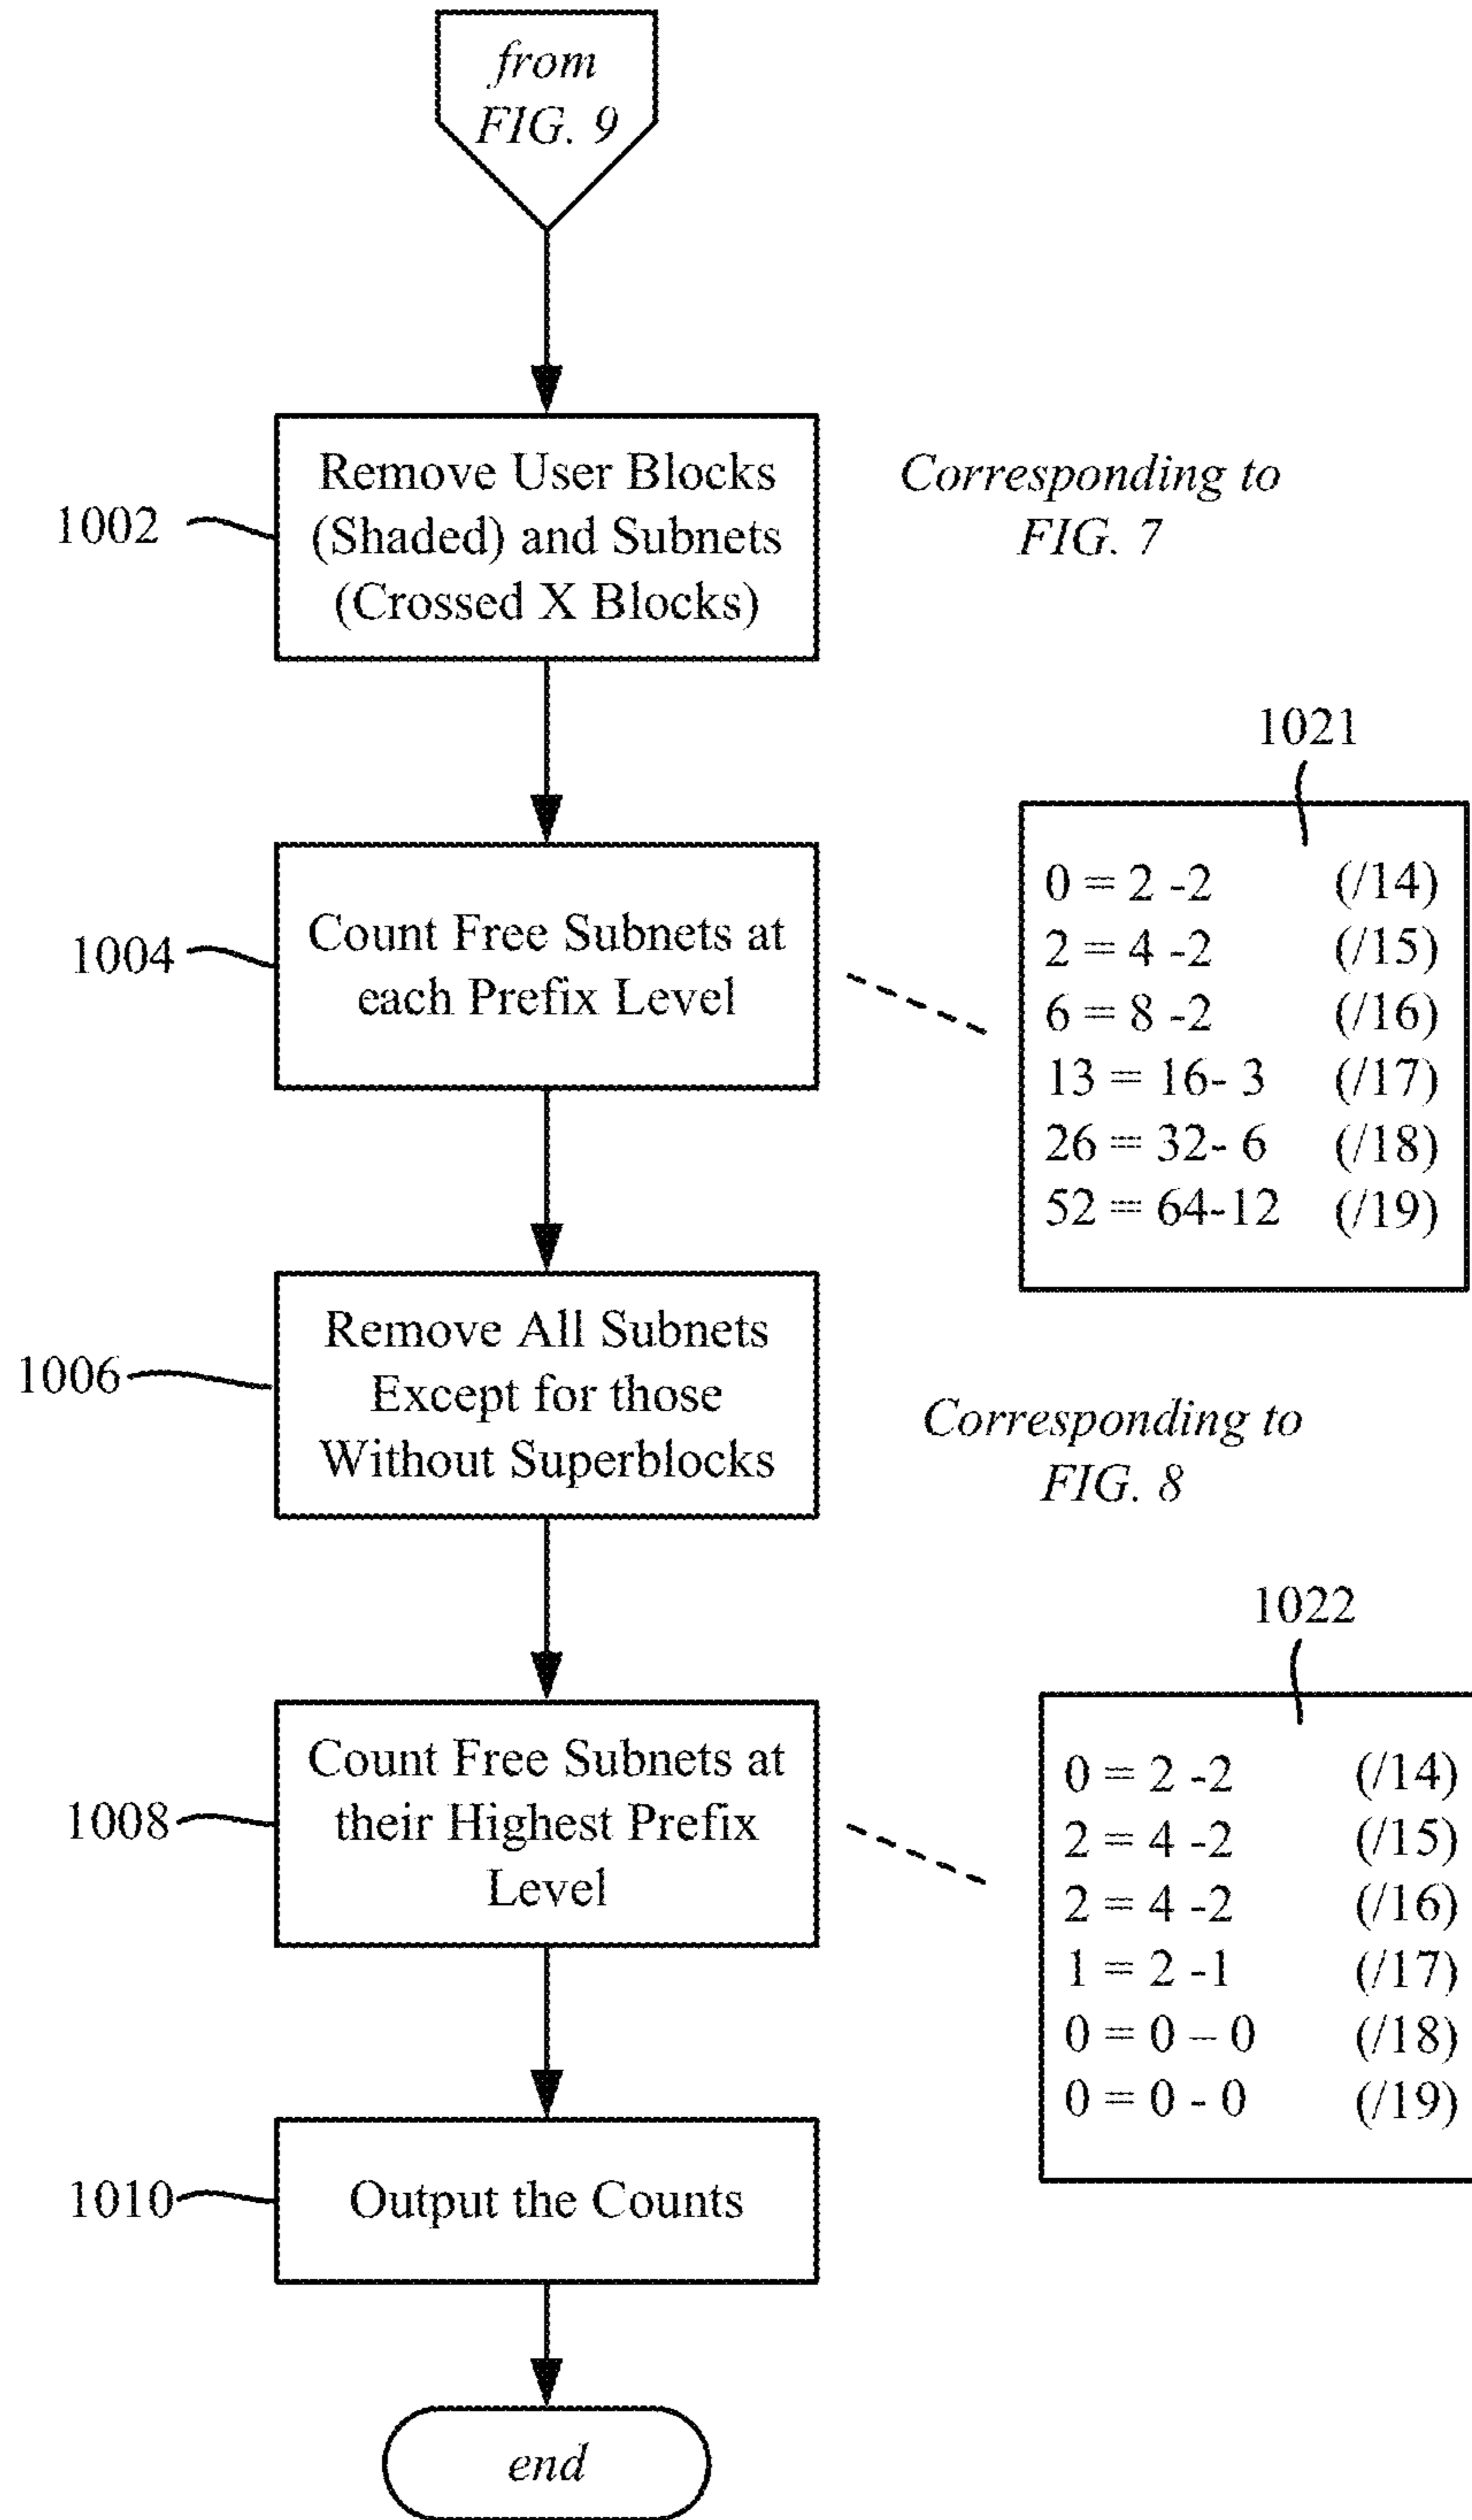 from
FIG. 9
Remove User Blocks
(Shaded) and Subnets
(Crossed X Blocks)
1002
Corresponding to
FIG. 7
1021
Count Free Subnets at
each Prefix Level
1004
0 = 2 -2 (/14)
2 = 4 -2 (/15)
6 = 8 -2 (/16)
13 = 16- 3 (/17)
26 = 32- 6 (/18)
52 = 64-12 (/19)
Remove All Subnets
Except for those
Without Superblocks
1006
Corresponding to
FIG. 8
1022
Count Free Subnets at
their Highest Prefix
Level
1008
0 = 2 -2 (/14)
2 = 4 -2 (/15)
2 = 4 -2 (/16)
1 = 2 -1 (/17)
0 = 0 – 0 (/18)
0 = 0 - 0 (/19)
1010
Output the Counts
end